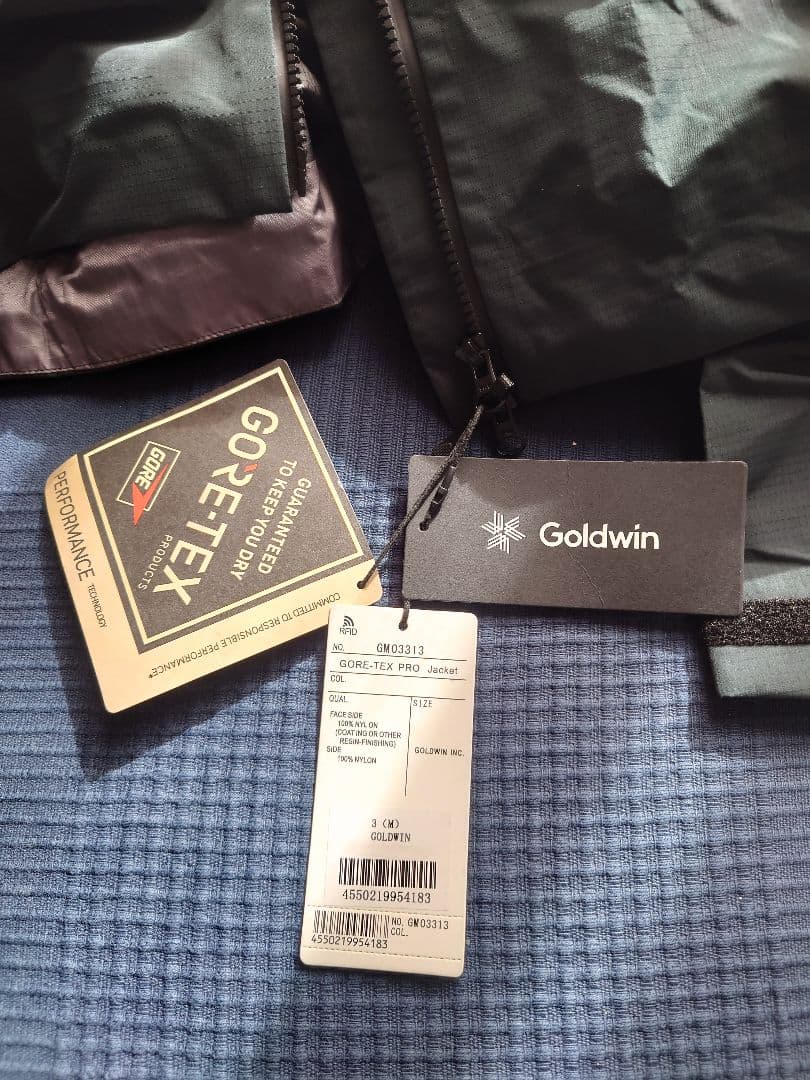 GUARANTEED
TO KEEP YOU DRY
GORE-TEX
PRODUCTS
GORE
PERFORMANCE TECHNOLOGY
COMMITTED TO RESPONSIBLE PERFORMANCE*
Goldwin
RFID
NO. GM03313
GORE-TEX PRO Jacket
COL.
QUAL.
SIZE
FACE SIDE
100% NYLON
(COATING OR OTHER
RESIN-FINISHING)
SIDE
100% NYLON
GOLDWIN INC.
3 (M)
GOLDWIN
4550219954183
NO. GM03313
COL.
4550219954183